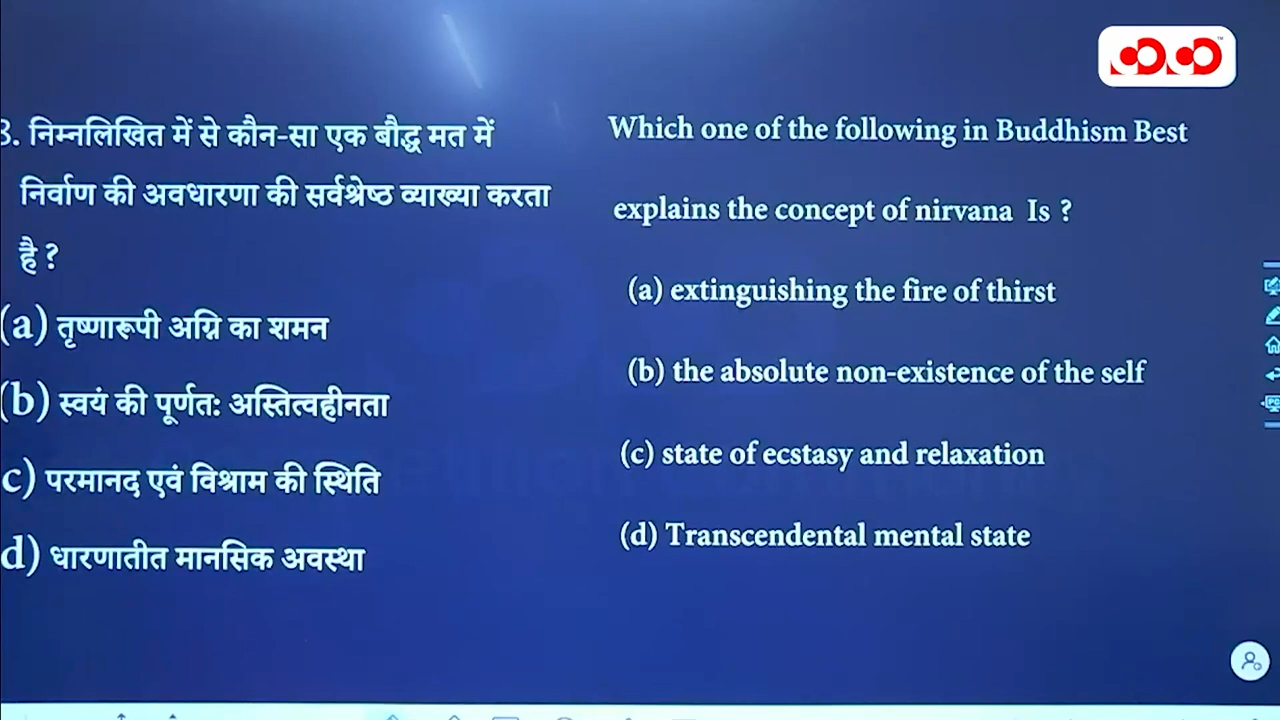 3. निम्नलिखित में से कौन-सा एक बौद्ध मत में
निर्वाण की अवधारणा की सर्वश्रेष्ठ व्याख्या करता
है ?
(a) तृष्णारूपी अग्नि का शमन
(b) स्वयं की पूर्णत: अस्तित्वहीनता
c) परमानद एवं विश्राम की स्थिति
d) धारणातीत मानसिक अवस्था
Which one of the following in Buddhism Best
explains the concept of nirvana Is ?
(a) extinguishing the fire of thirst
(b) the absolute non-existence of the self
(c) state of ecstasy and relaxation
(d) Transcendental mental state